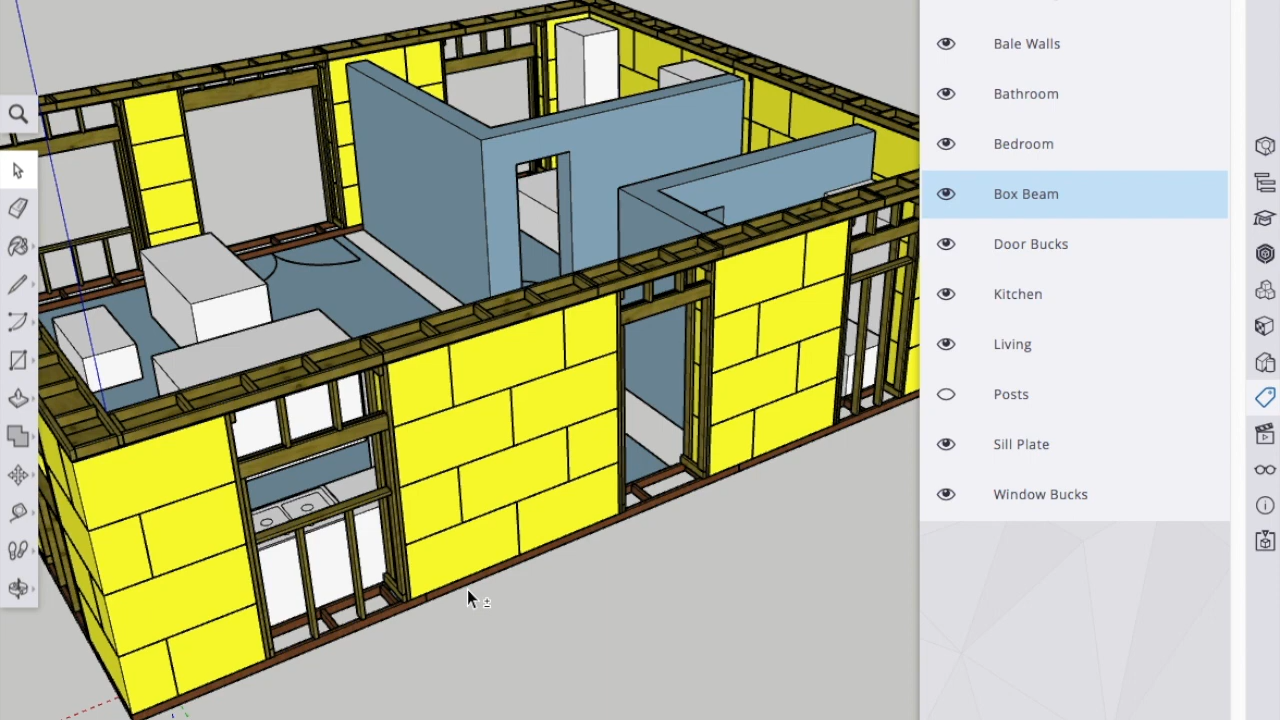 Bale Walls
Bathroom
Bedroom
Box Beam
Door Bucks
Kitchen
Living
Posts
Sill Plate
Window Bucks